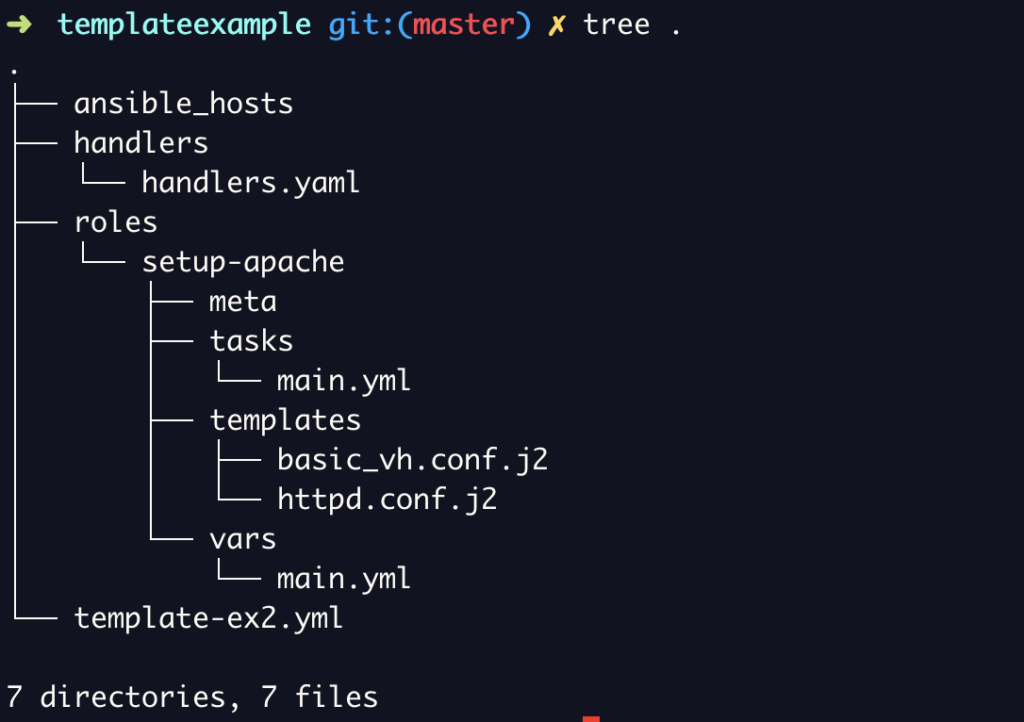 ➜ templateexample git:(master) ✗ tree .
.
├── ansible_hosts
├── handlers
│   └── handlers.yaml
├── roles
│   └── setup-apache
│       ├── meta
│       ├── tasks
│       │   └── main.yml
│       ├── templates
│       │   ├── basic_vh.conf.j2
│       │   └── httpd.conf.j2
│       └── vars
│           └── main.yml
└── template-ex2.yml
7 directories, 7 files